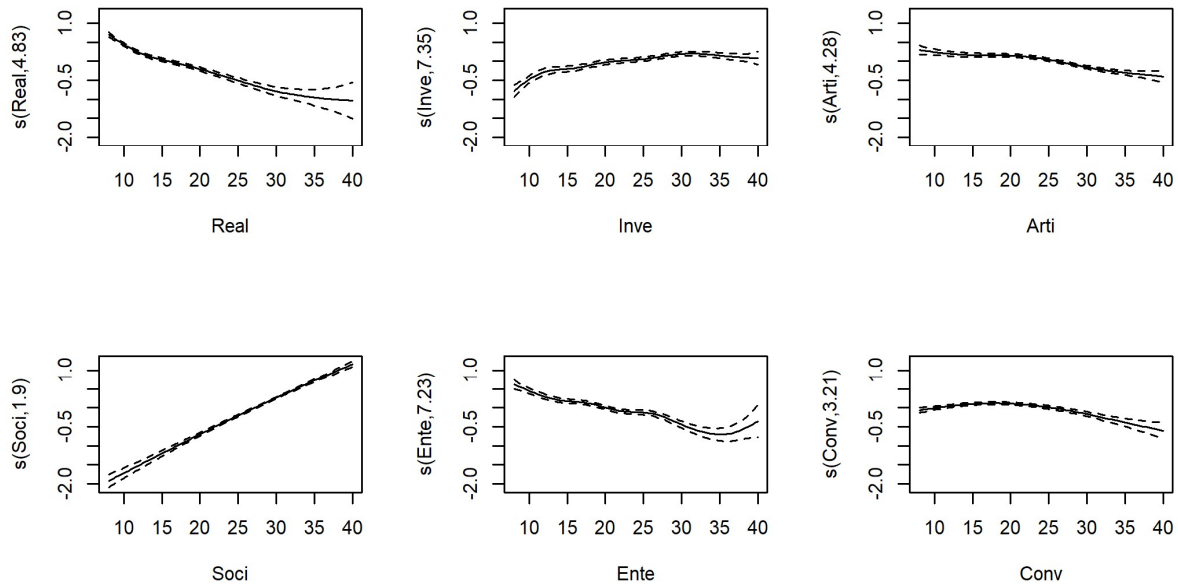 s(Real,4.83)
1.0
-0.5
-2.0
10 15 20 25 30 35 40
Real
s(Inve,7.35)
1.0
-0.5
-2.0
10 15 20 25 30 35 40
Inve
s(Arti,4.28)
1.0
-0.5
-2.0
10 15 20 25 30 35 40
Arti
s(Soci,1.9)
1.0
-0.5
-2.0
10 15 20 25 30 35 40
Soci
s(Ente,7.23)
1.0
-0.5
-2.0
10 15 20 25 30 35 40
Ente
s(Conv,3.21)
1.0
-0.5
-2.0
10 15 20 25 30 35 40
Conv